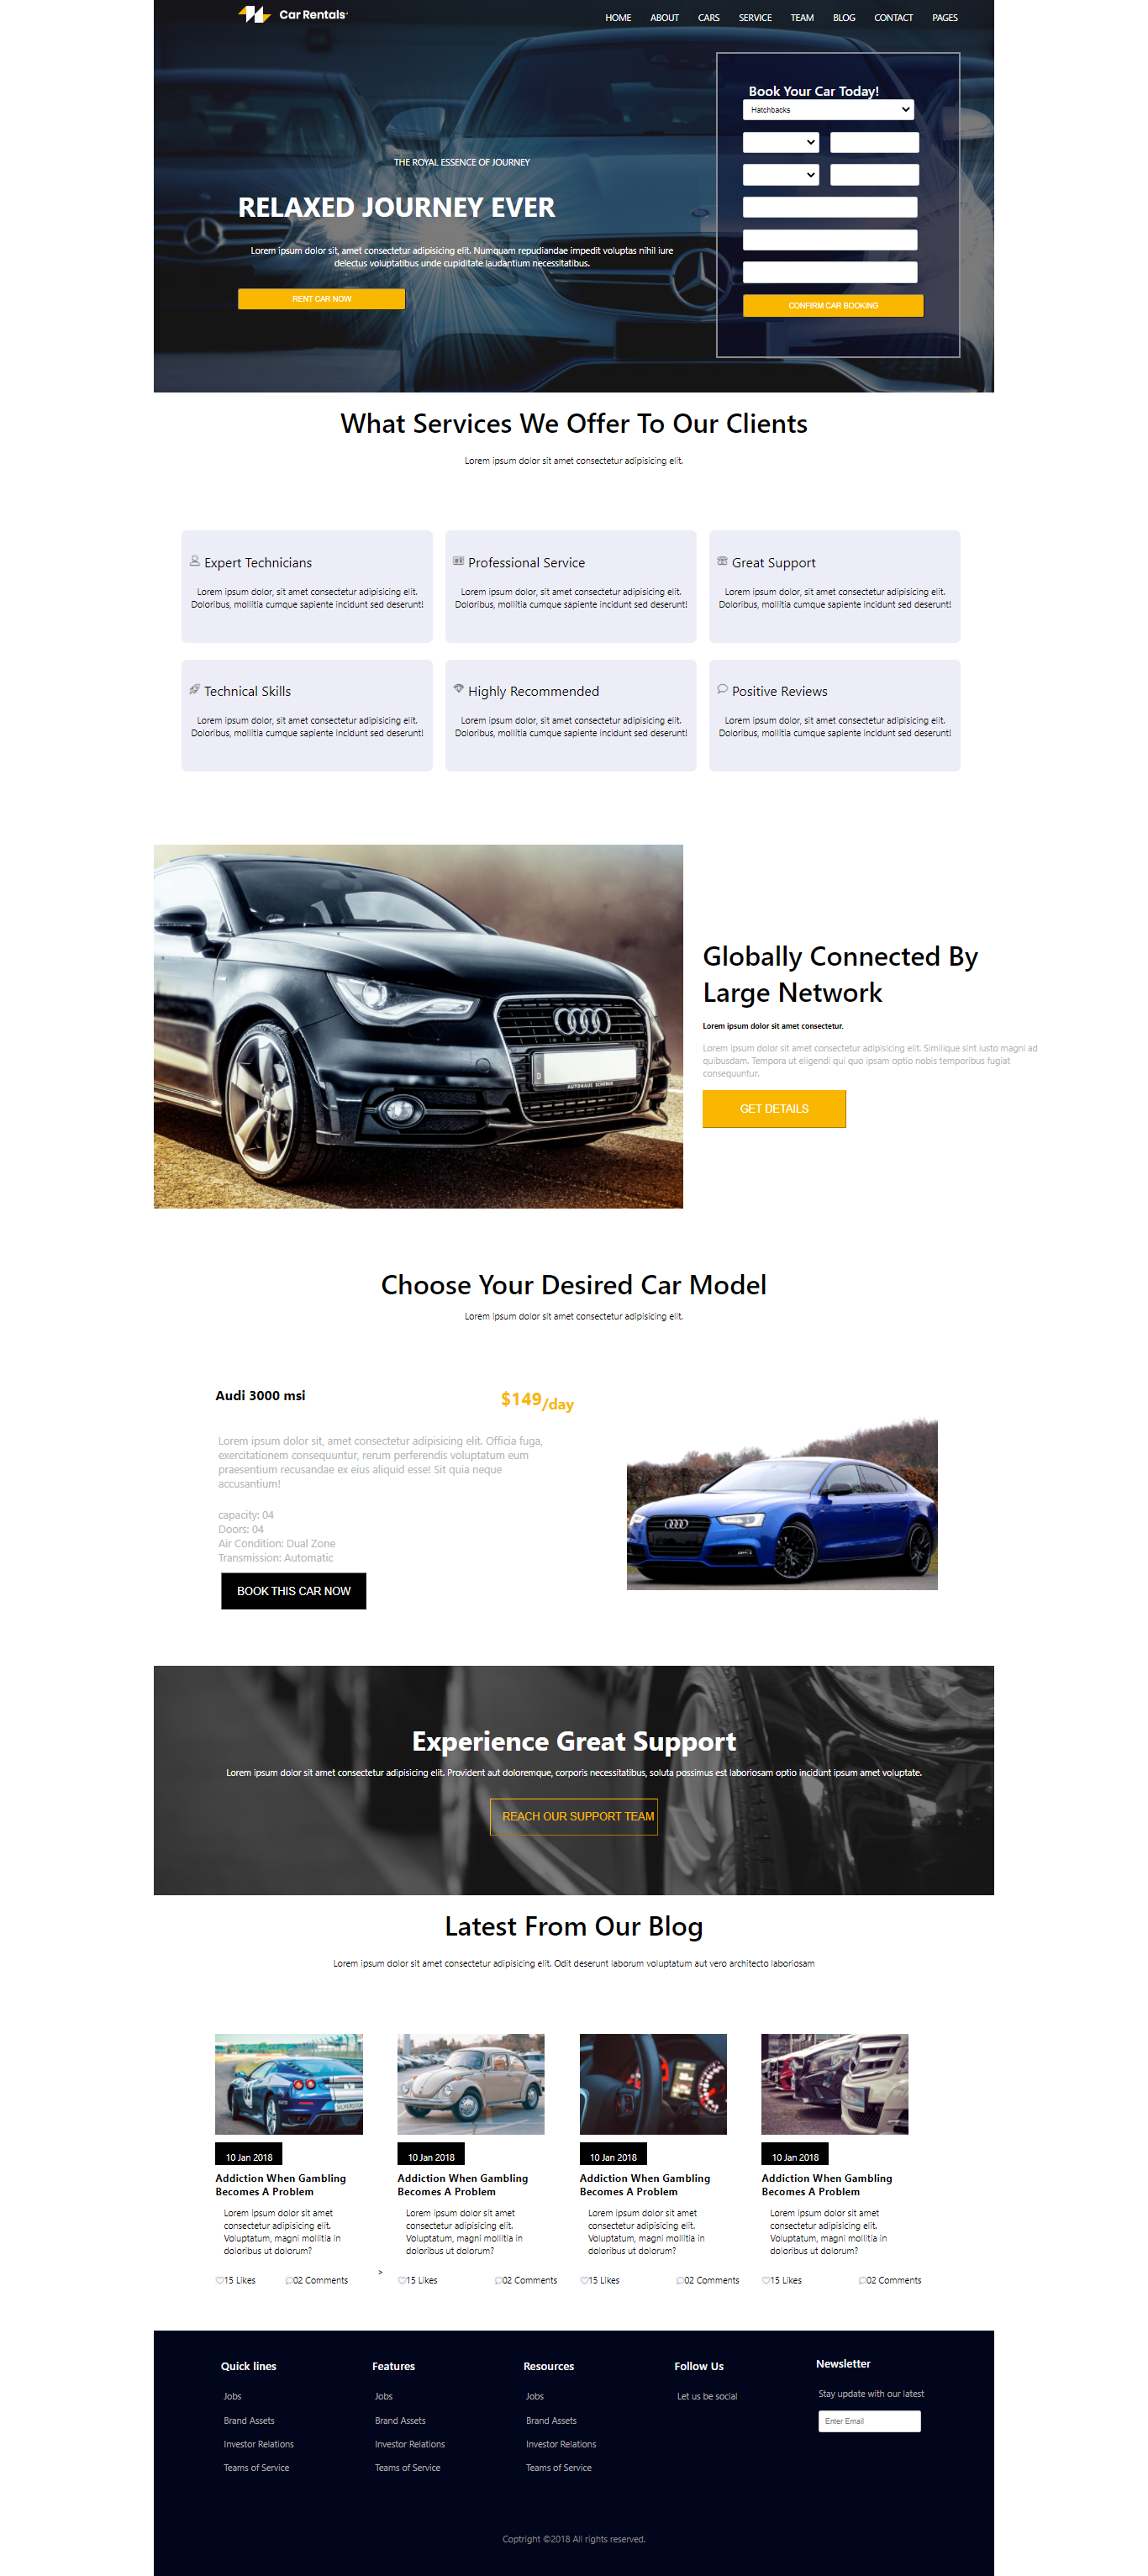 Car Rentals
HOME ABOUT CARS SERVICE TEAM BLOG CONTACT PAGES
Book Your Car Today!
Hatchbacks
THE ROYAL ESSENCE OF JOURNEY
RELAXED JOURNEY EVER
Lorem ipsum dolor sit, amet consectetur adipisicing elit. Numquam repudiandae impedit voluptas nihil iure
delectus voluptatibus unde cupiditate laudantium necessitatibus.
RENT CAR NOW
CONFIRM CAR BOOKING
What Services We Offer To Our Clients
Lorem ipsum dolor sit amet consectetur adipisicing elit.
Expert Technicians
Lorem ipsum dolor, sit amet consectetur adipisicing elit.
Doloribus, mollitia cumque sapiente incidunt sed deserunt!
Professional Service
Lorem ipsum dolor, sit amet consectetur adipisicing elit.
Doloribus, mollitia cumque sapiente incidunt sed deserunt!
Great Support
Lorem ipsum dolor, sit amet consectetur adipisicing elit.
Doloribus, mollitia cumque sapiente incidunt sed deserunt!
Technical Skills
Lorem ipsum dolor, sit amet consectetur adipisicing elit.
Doloribus, mollitia cumque sapiente incidunt sed deserunt!
Highly Recommended
Lorem ipsum dolor, sit amet consectetur adipisicing elit.
Doloribus, mollitia cumque sapiente incidunt sed deserunt!
Positive Reviews
Lorem ipsum dolor, sit amet consectetur adipisicing elit.
Doloribus, mollitia cumque sapiente incidunt sed deserunt!
D
AUTOHAUS
Globally Connected By
Large Network
Lorem ipsum dolor sit amet consectetur.
Lorem ipsum dolor sit amet consectetur adipisicing elit. Similique sint iusto magni ad
quibusdam. Tempora ut eligendi qui quo ipsam optio nobis temporibus fugiat
consequuntur.
GET DETAILS
Choose Your Desired Car Model
Lorem ipsum dolor sit amet consectetur adipisicing elit.
Audi 3000 msi
$149/day
Lorem ipsum dolor sit, amet consectetur adipisicing elit. Officia fuga,
exercitationem consequuntur, rerum perferendis voluptatum eum
praesentium recusandae ex eius aliquid esse! Sit quia neque
accusantium!
capacity: 04
Doors: 04
Air Condition: Dual Zone
Transmission: Automatic
BOOK THIS CAR NOW
Experience Great Support
Lorem ipsum dolor sit amet consectetur adipisicing elit. Provident aut doloremque, corporis necessitatibus, soluta possimus est laboriosam optio incidunt ipsum amet voluptate.
REACH OUR SUPPORT TEAM
Latest From Our Blog
Lorem ipsum dolor sit amet consectetur adipisicing elit. Odit deserunt laborum voluptatum aut vero architecto laboriosam
10 Jan 2018
Addiction When Gambling
Becomes A Problem
Lorem ipsum dolor sit amet
consectetur adipisicing elit.
Voluptatum, magni mollitia in
doloribus ut dolorum?
15 Likes 02 Comments
>
10 Jan 2018
Addiction When Gambling
Becomes A Problem
Lorem ipsum dolor sit amet
consectetur adipisicing elit.
Voluptatum, magni mollitia in
doloribus ut dolorum?
15 Likes 02 Comments
10 Jan 2018
Addiction When Gambling
Becomes A Problem
Lorem ipsum dolor sit amet
consectetur adipisicing elit.
Voluptatum, magni mollitia in
doloribus ut dolorum?
15 Likes 02 Comments
10 Jan 2018
Addiction When Gambling
Becomes A Problem
Lorem ipsum dolor sit amet
consectetur adipisicing elit.
Voluptatum, magni mollitia in
doloribus ut dolorum?
15 Likes 02 Comments
Quick lines
Jobs
Brand Assets
Investor Relations
Teams of Service
Features
Jobs
Brand Assets
Investor Relations
Teams of Service
Resources
Jobs
Brand Assets
Investor Relations
Teams of Service
Follow Us
Let us be social
Newsletter
Stay update with our latest
Enter Email
Coptright ©2018 All rights reserved.